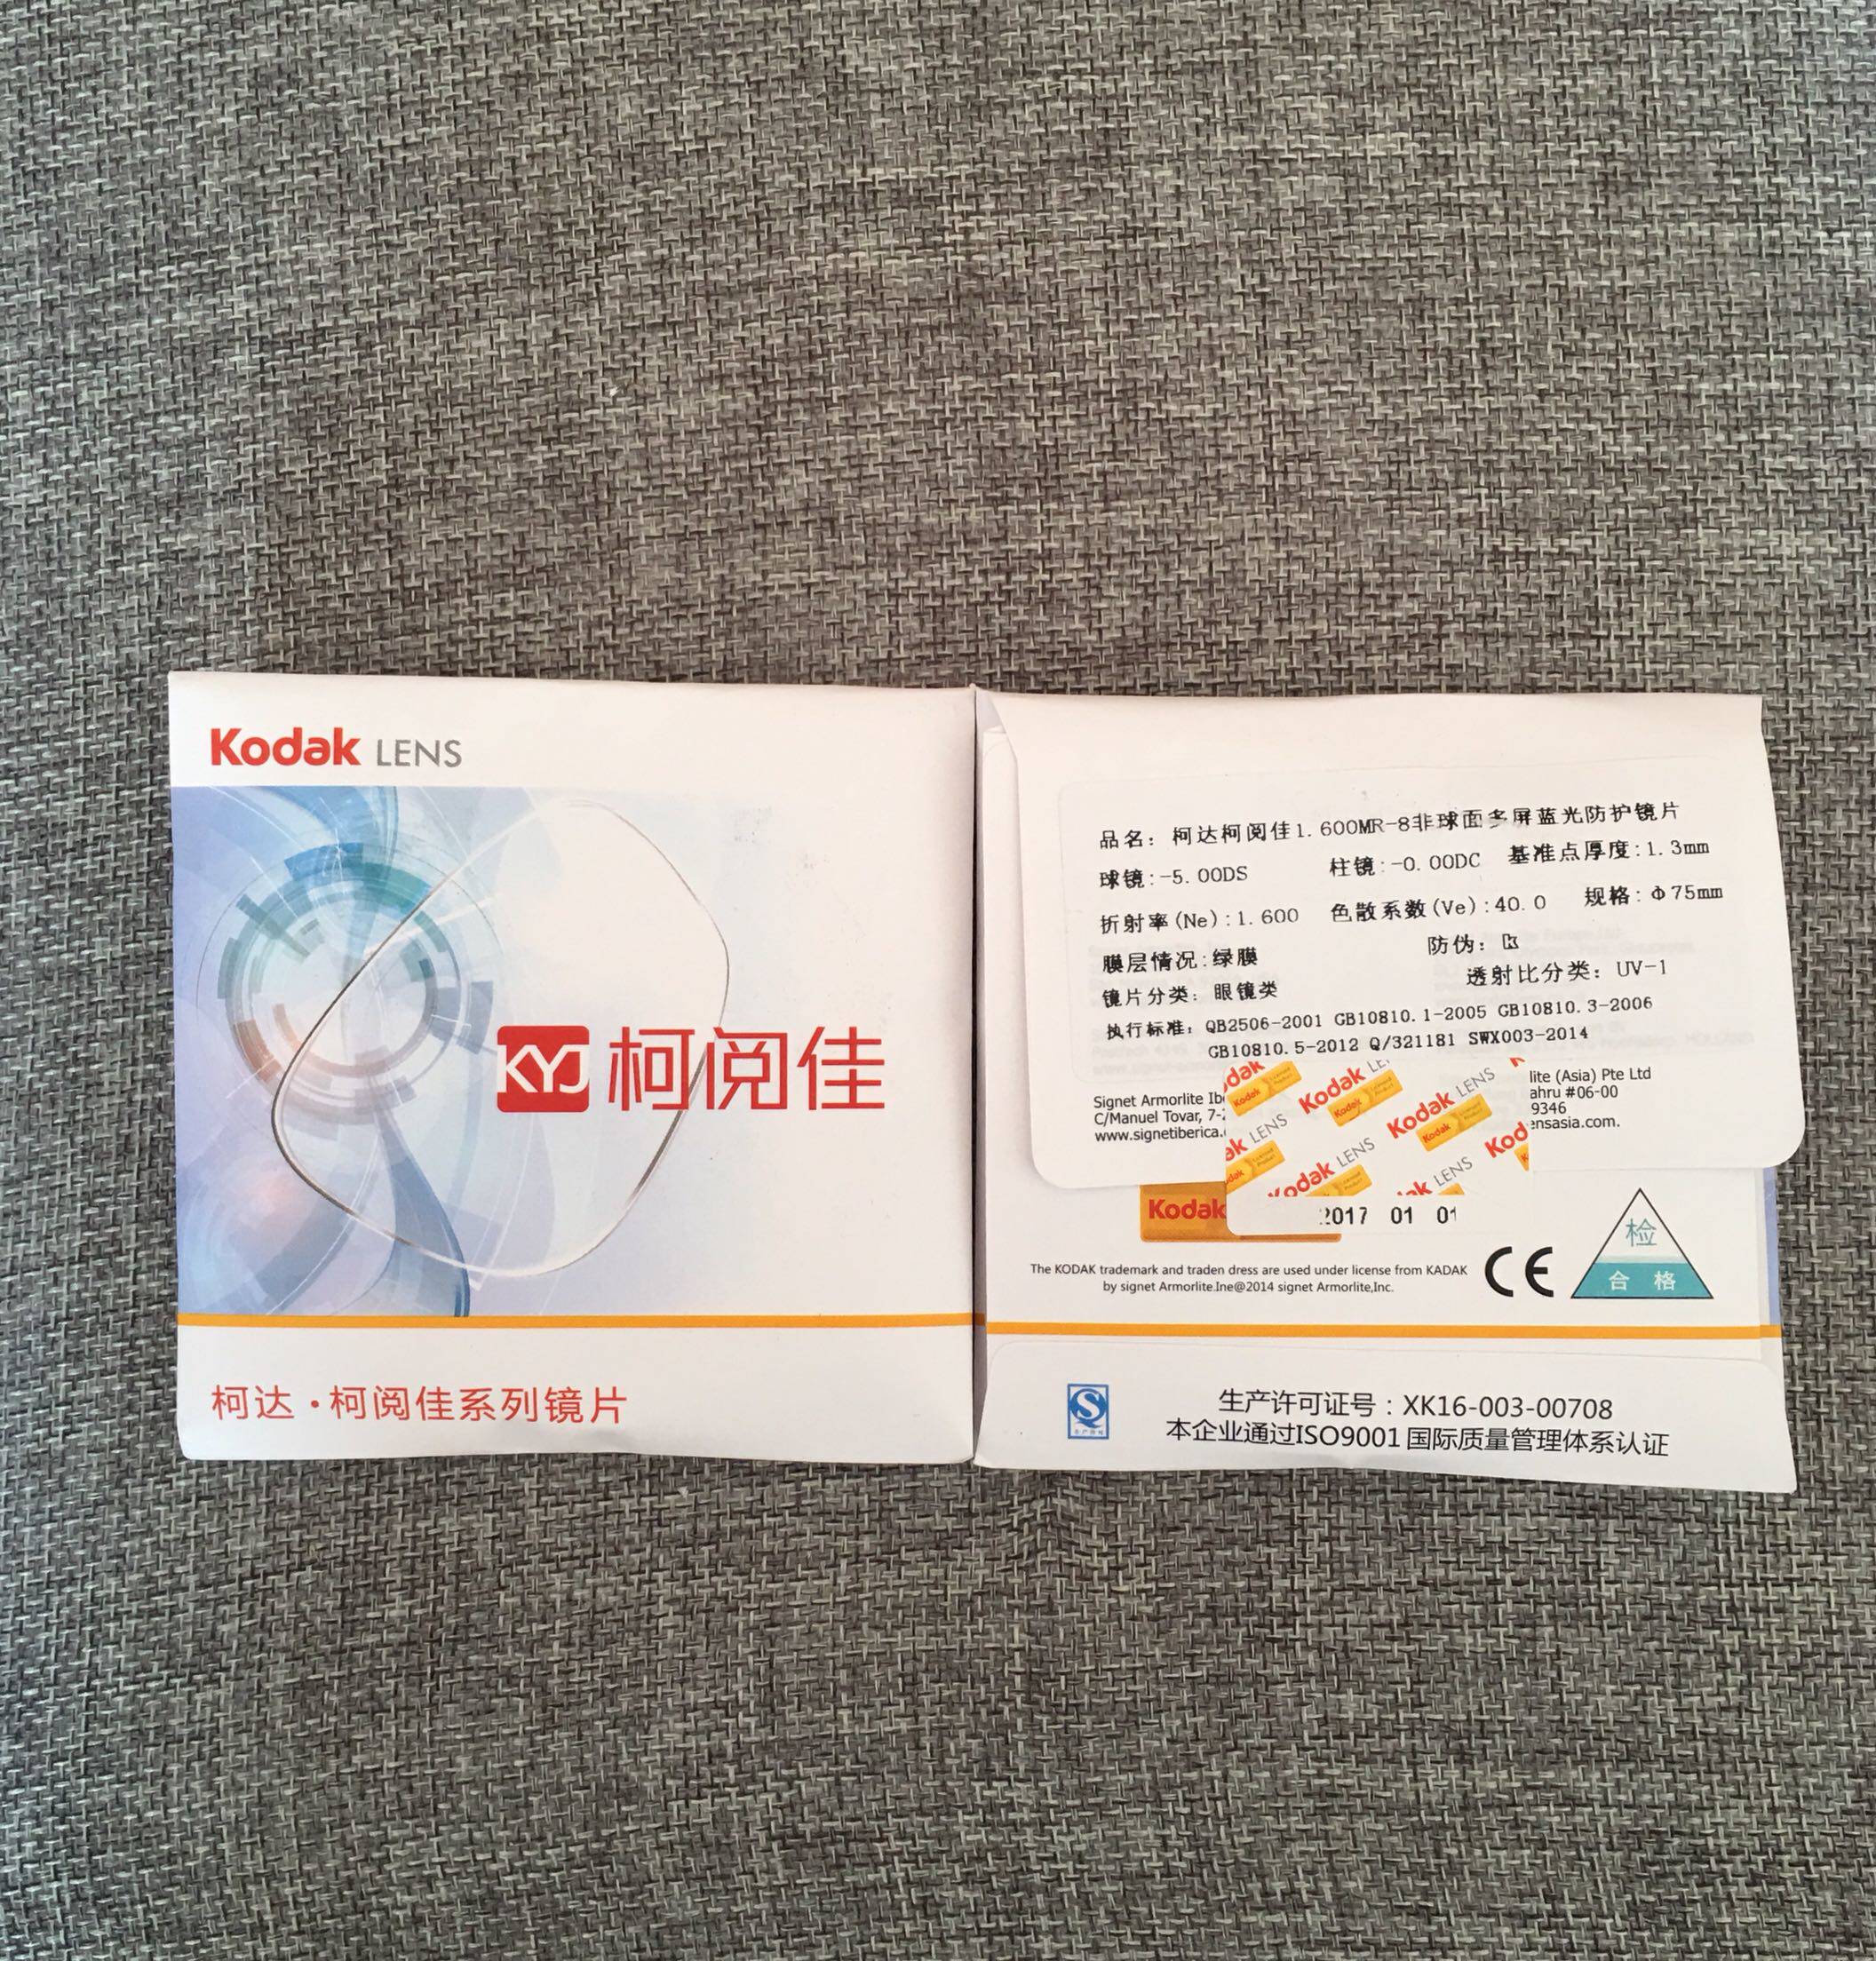 Kodak LENS
KYJ 柯阅佳
柯达·柯阅佳系列镜片
品名：柯达柯阅佳1.600MR-8非球面多屏蓝光防护镜片
球镜:-5.00DS 柱镜:-0.00DC 基准点厚度:1.3mm
折射率(Ne):1.600 色散系数(Ve):40.0 规格:Φ75mm
膜层情况:绿膜 防伪:
镜片分类：眼镜类 透射比分类：UV-1
执行标准：QB2506-2001 GB10810.1-2005 GB10810.3-2006
GB10810.5-2012 Q/321181 SWX003-2014
Signet Armorlite lite (Asia) Pte Ltd
C/Manuel Tovar, 7- ahru #06-00
9346
www.signetiberica. ensasia.com.
Kodak LENS
Kodak LENS
Kodak LENS
Kodak
2017 01 01
The KODAK trademark and traden dress are used under license from KADAK
by signet Armorlite.Ine@2014 signet Armorlite,Inc.
CE
检
合格
生产许可证号：XK16-003-00708
本企业通过ISO9001国际质量管理体系认证